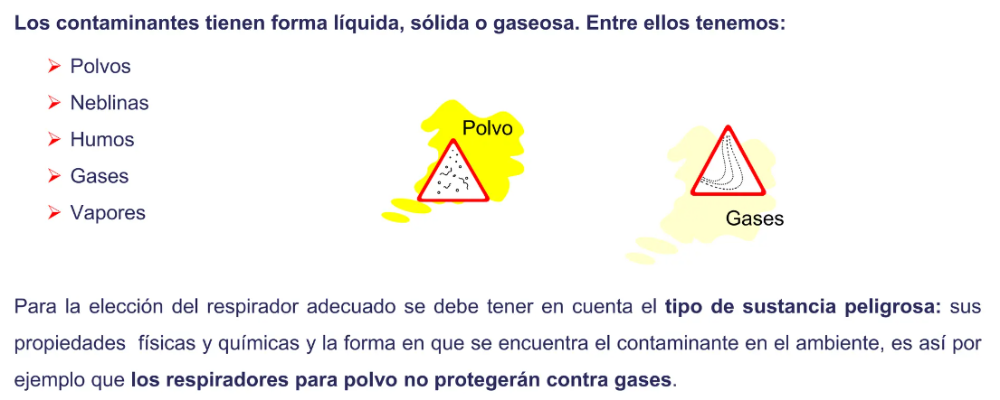 Los contaminantes tienen forma líquida, sólida o gaseosa. Entre ellos tenemos:
Polvos
Neblinas
Humos
Gases
Vapores
Polvo
Gases
Para la elección del respirador adecuado se debe tener en cuenta el tipo de sustancia peligrosa: sus
propiedades físicas y químicas y la forma en que se encuentra el contaminante en el ambiente, es así por
ejemplo que los respiradores para polvo no protegerán contra gases.